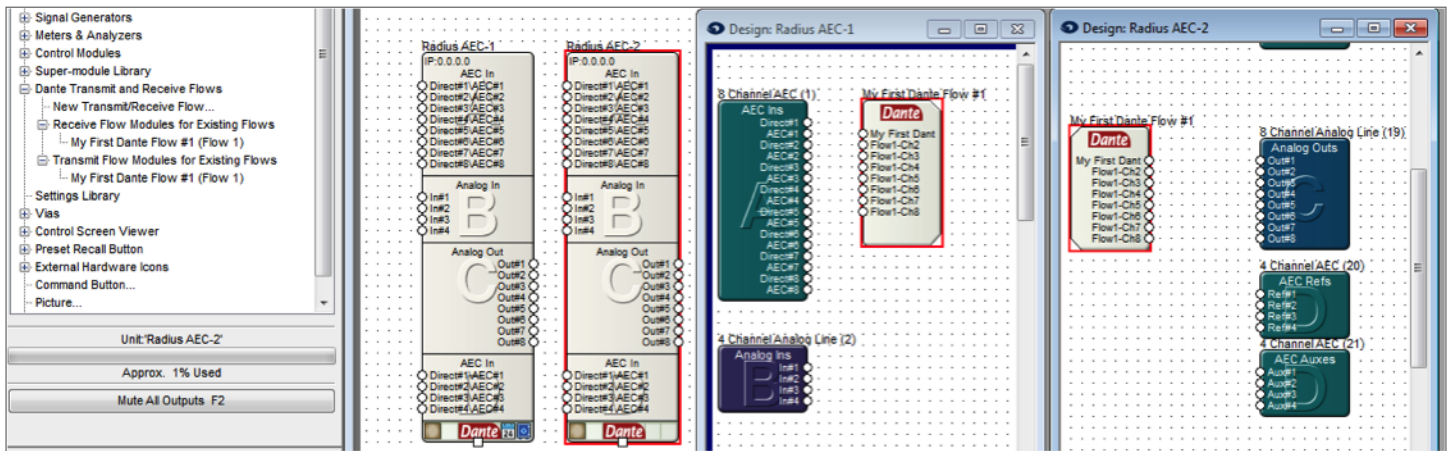 Signal Generators
Meters & Analyzers
Control Modules
Super-module Library
Dante Transmit and Receive Flows
New Transmit/Receive Flow...
Receive Flow Modules for Existing Flows
My First Dante Flow #1 (Flow 1)
Transmit Flow Modules for Existing Flows
My First Dante Flow #1 (Flow 1)
Settings Library
Vias
Control Screen Viewer
Preset Recall Button
External Hardware Icons
Command Button...
Picture...
Unit:'Radius AEC-2'
Approx. 1% Used
Mute All Outputs F2
Radius AEC-1
IP:0.0.0.0
AEC In
Direct#1\AEC#1
Direct#2\AEC#2
Direct#3\AEC#3
Direct#4\AEC#4
Direct#5\AEC#5
Direct#6\AEC#6
Direct#7\AEC#7
Direct#8\AEC#8
Analog In
B
In#1
In#2
In#3
In#4
Analog Out
C
Out#1
Out#2
Out#3
Out#4
Out#5
Out#6
Out#7
Out#8
AEC In
Direct#1\AEC#1
Direct#2\AEC#2
Direct#3\AEC#3
Direct#4\AEC#4
Dante
Radius AEC-2
IP:0.0.0.0
AEC In
Direct#1\AEC#1
Direct#2\AEC#2
Direct#3\AEC#3
Direct#4\AEC#4
Direct#5\AEC#5
Direct#6\AEC#6
Direct#7\AEC#7
Direct#8\AEC#8
Analog In
B
In#1
In#2
In#3
In#4
Analog Out
C
Out#1
Out#2
Out#3
Out#4
Out#5
Out#6
Out#7
Out#8
AEC In
Direct#1\AEC#1
Direct#2\AEC#2
Direct#3\AEC#3
Direct#4\AEC#4
Dante
Design: Radius AEC-1
8 Channel AEC (1)
AEC Ins
A
Direct#1
AEC#1
Direct#2
AEC#2
Direct#3
AEC#3
Direct#4
AEC#4
Direct#5
AEC#5
Direct#6
AEC#6
Direct#7
AEC#7
Direct#8
AEC#8
My First Dante Flow #1
Dante
My First Dant
Flow1-Ch2
Flow1-Ch3
Flow1-Ch4
Flow1-Ch5
Flow1-Ch6
Flow1-Ch7
Flow1-Ch8
4 Channel Analog Line (2)
Analog Ins
B
In#1
In#2
In#3
In#4
Design: Radius AEC-2
My First Dante Flow #1
Dante
My First Dant
Flow1-Ch2
Flow1-Ch3
Flow1-Ch4
Flow1-Ch5
Flow1-Ch6
Flow1-Ch7
Flow1-Ch8
8 Channel Analog Line (19)
Analog Outs
C
Out#1
Out#2
Out#3
Out#4
Out#5
Out#6
Out#7
Out#8
4 Channel AEC (20)
AEC Refs
D
Ref#1
Ref#2
Ref#3
Ref#4
4 Channel AEC (21)
AEC Auxes
D
Aux#1
Aux#2
Aux#3
Aux#4